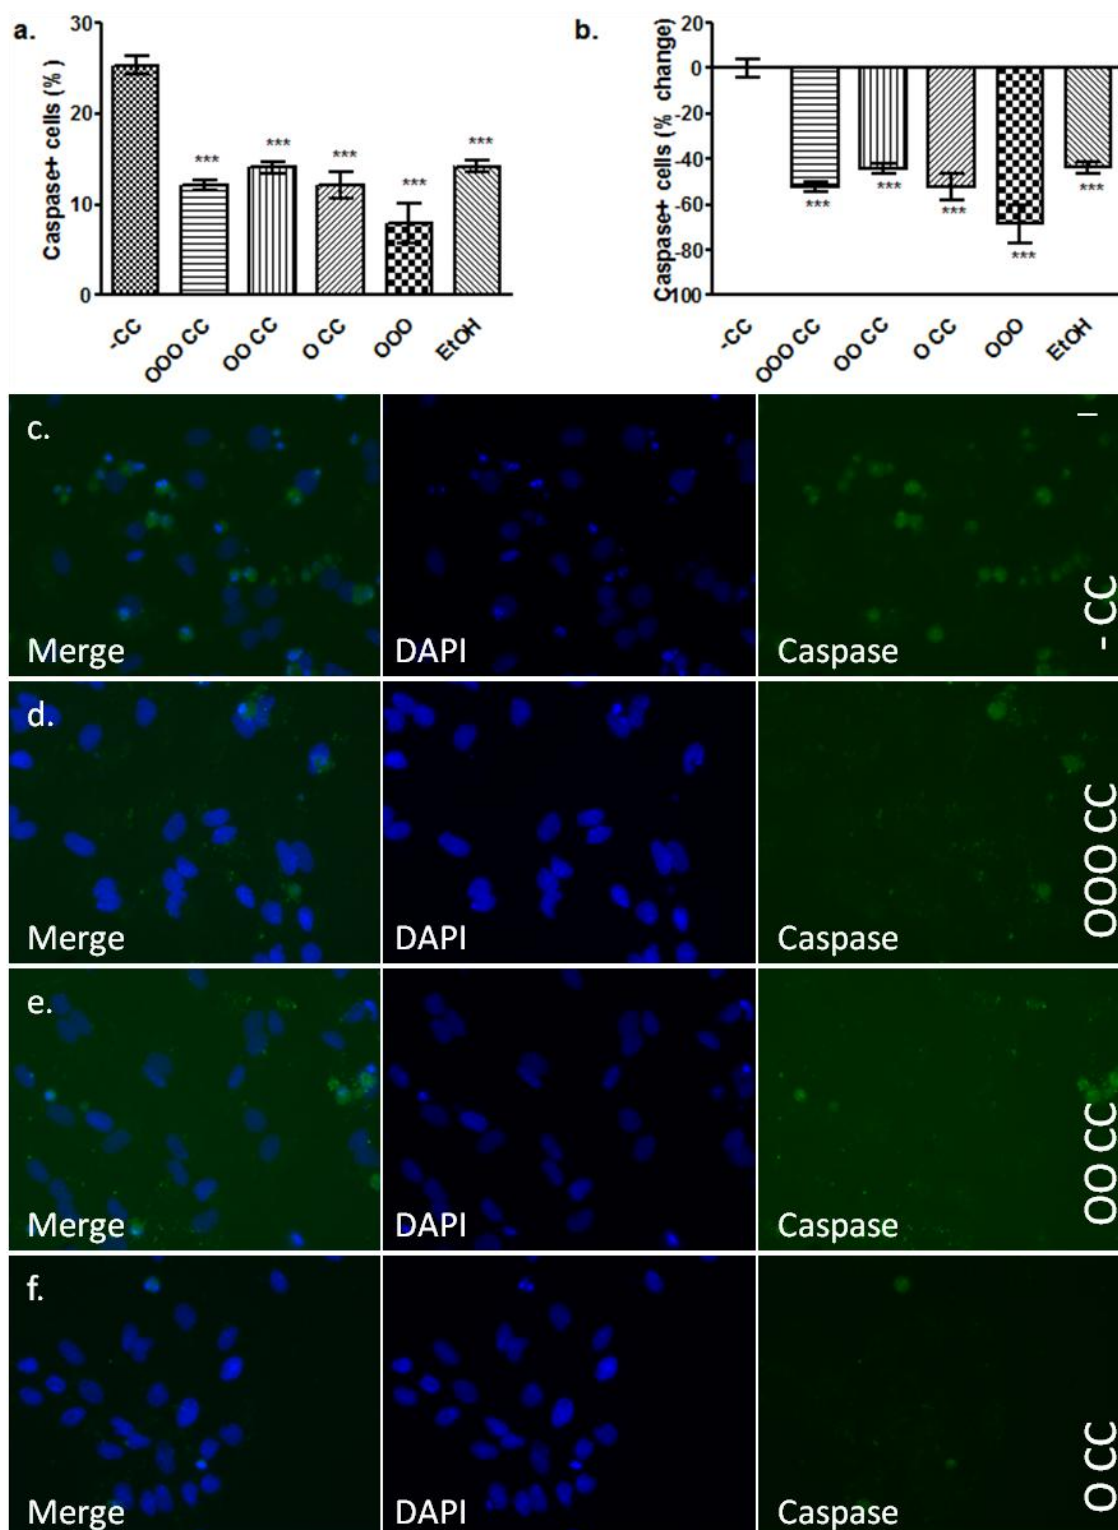 a.
Caspase+ cells (%)
30
20
10
0
***
***
***
***
***
-CC
OOO CC
OO CC
O CC
OOO
EtOH
b.
Caspase+ cells (% change)
20
0
-20
-40
-60
-80
-100
***
***
***
***
***
-CC
OOO CC
OO CC
O CC
OOO
EtOH
c.
Merge
DAPI
Caspase
- CC
d.
Merge
DAPI
Caspase
OOO CC
e.
Merge
DAPI
Caspase
OO CC
f.
Merge
DAPI
Caspase
O CC